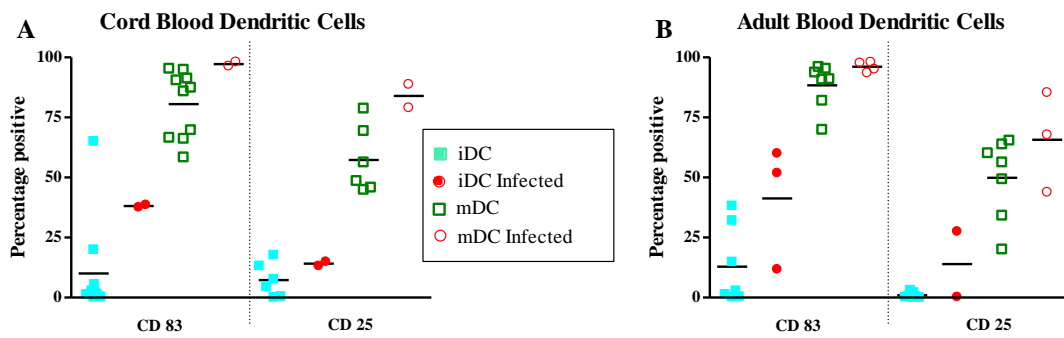 A
Cord Blood Dendritic Cells
Percentage positive
100
75
50
25
0
CD 83
CD 25
iDC
iDC Infected
mDC
mDC Infected
B
Adult Blood Dendritic Cells
Percentage positive
100
75
50
25
0
CD 83
CD 25